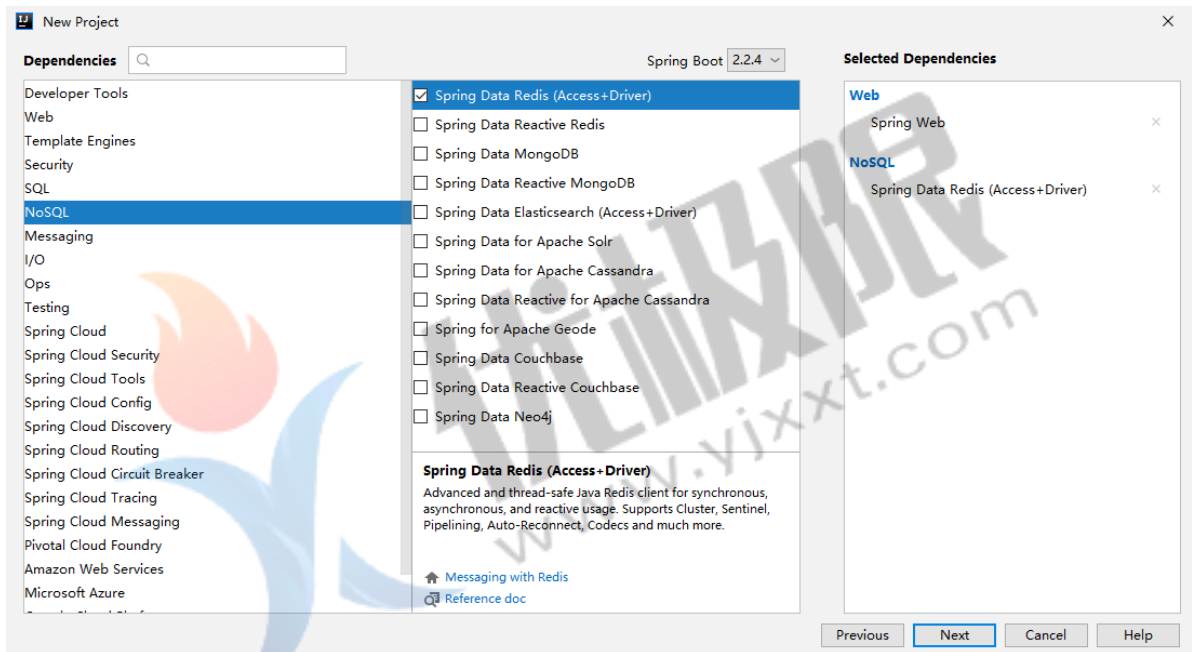 New Project
Dependencies
Spring Boot 2.2.4
Selected Dependencies
Developer Tools
Web
Template Engines
Security
SQL
NoSQL
Messaging
I/O
Ops
Testing
Spring Cloud
Spring Cloud Security
Spring Cloud Tools
Spring Cloud Config
Spring Cloud Discovery
Spring Cloud Routing
Spring Cloud Circuit Breaker
Spring Cloud Tracing
Spring Cloud Messaging
Pivotal Cloud Foundry
Amazon Web Services
Microsoft Azure
Spring Data Redis (Access+Driver)
Spring Data Reactive Redis
Spring Data MongoDB
Spring Data Reactive MongoDB
Spring Data Elasticsearch (Access+Driver)
Spring Data for Apache Solr
Spring Data for Apache Cassandra
Spring Data Reactive for Apache Cassandra
Spring for Apache Geode
Spring Data Couchbase
Spring Data Reactive Couchbase
Spring Data Neo4j
Spring Data Redis (Access+Driver)
Advanced and thread-safe Java Redis client for synchronous,
asynchronous, and reactive usage. Supports Cluster, Sentinel,
Pipelining, Auto-Reconnect, Codecs and much more.
Messaging with Redis
Reference doc
Web
Spring Web
NoSQL
Spring Data Redis (Access+Driver)
Previous
Next
Cancel
Help
优极限
www.yjxxt.com